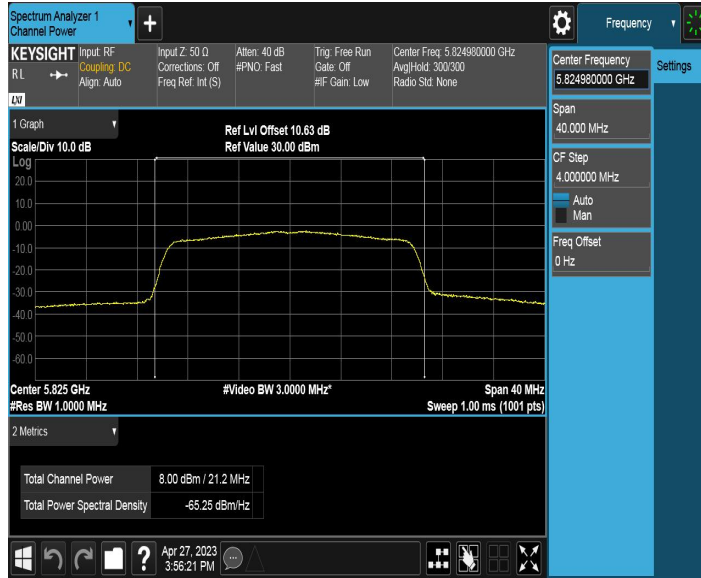 Spectrum Analyzer 1
Channel Power
Frequency
KEYSIGHT
RL
LXI
Input: RF
Coupling: DC
Align: Auto
Input Z: 50 Ω
Corrections: Off
Freq Ref: Int (S)
Atten: 40 dB
#PNO: Fast
Trig: Free Run
Gate: Off
#IF Gain: Low
Center Freq: 5.824980000 GHz
Avg|Hold: 300/300
Radio Std: None
Center Frequency
5.824980000 GHz
Settings
Span
40.000 MHz
CF Step
4.000000 MHz
Auto
Man
Freq Offset
0 Hz
1 Graph
Scale/Div 10.0 dB
Ref Lvl Offset 10.63 dB
Ref Value 30.00 dBm
Log
20.0
10.0
0.00
-10.0
-20.0
-30.0
-40.0
-50.0
-60.0
Center 5.825 GHz
#Video BW 3.0000 MHz*
Span 40 MHz
#Res BW 1.0000 MHz
Sweep 1.00 ms (1001 pts)
2 Metrics
Total Channel Power 8.00 dBm / 21.2 MHz
Total Power Spectral Density -65.25 dBm/Hz
?
Apr 27, 2023
3:56:21 PM